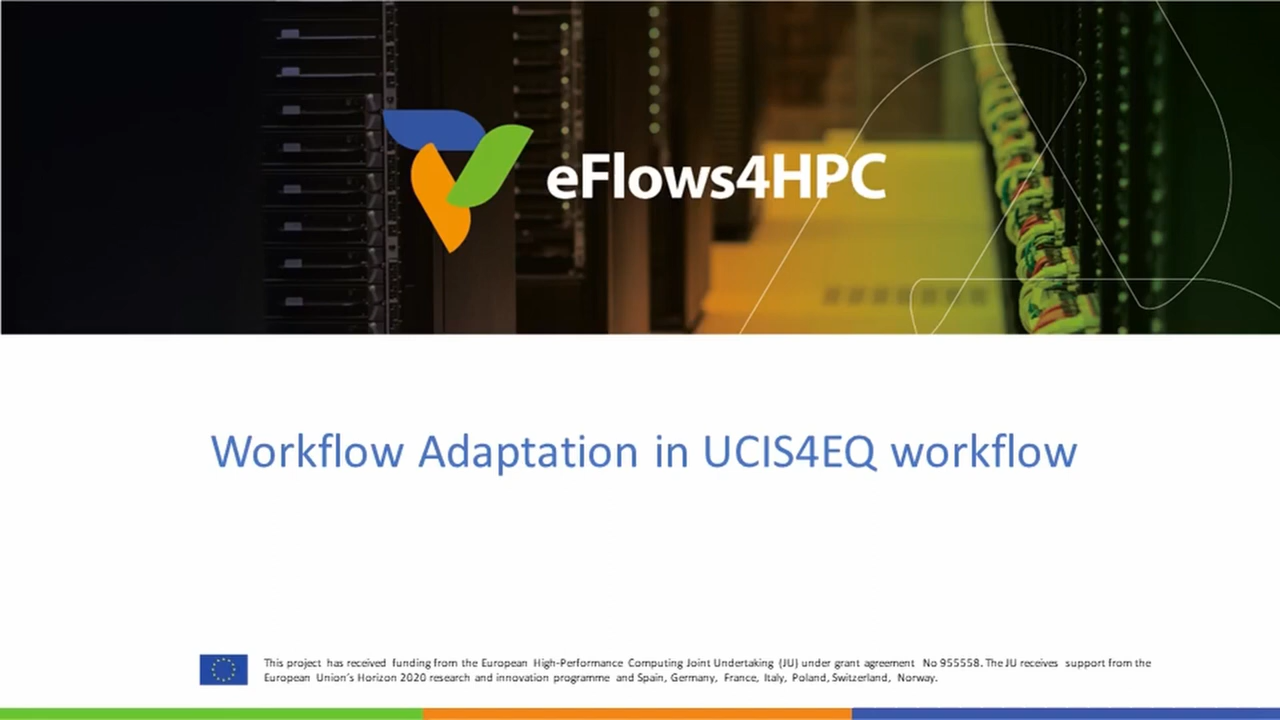 eFlows4HPC
Workflow Adaptation in UCIS4EQ workflow
This project has received funding from the European High-Performance Computing Joint Undertaking (JU) under grant agreement No 955558. The JU receives support from the
European Union's Horizon 2020 research and innovation programme and Spain, Germany, France, Italy, Poland, Switzerland, Norway.